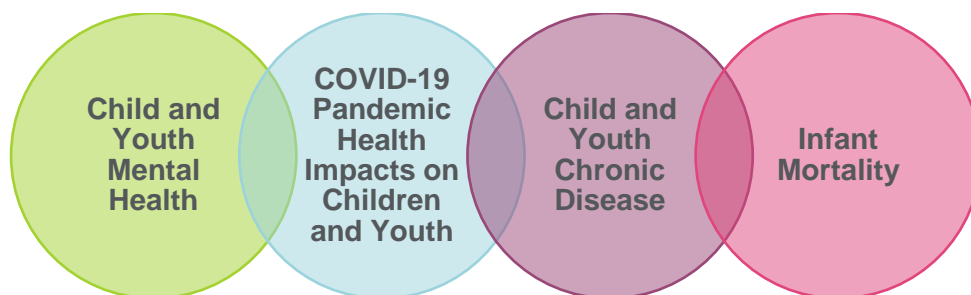 Child and
Youth
Mental
Health
COVID-19
Pandemic
Health
Impacts on
Children
and Youth
Child and
Youth
Chronic
Disease
Infant
Mortality